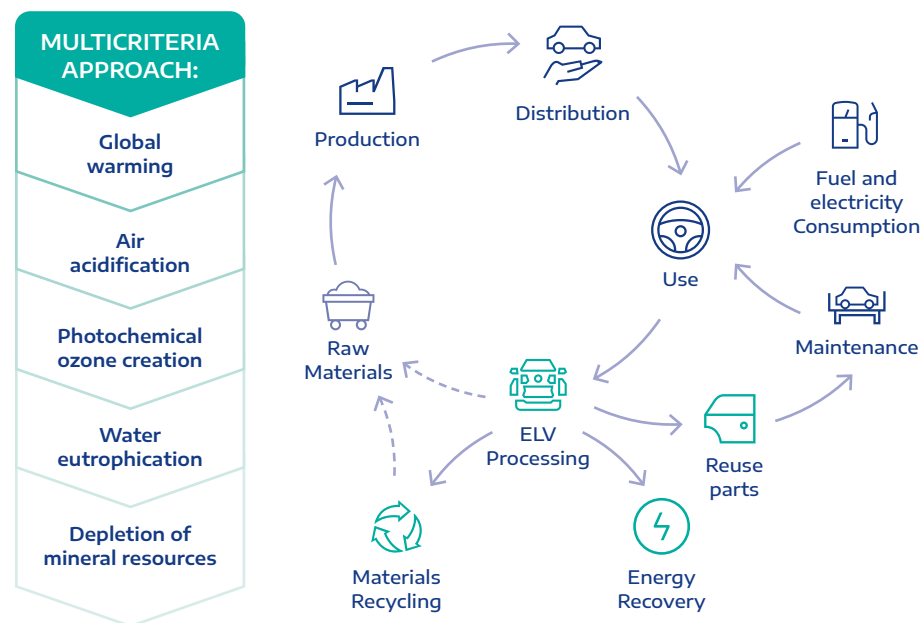 MULTICRITERIA
APPROACH:
Global
warming
Air
acidification
Photochemical
ozone creation
Water
eutrophication
Depletion of
mineral resources
Production
Distribution
Fuel and
electricity
Consumption
Use
Maintenance
Raw
Materials
ELV
Processing
Reuse
parts
Materials
Recycling
Energy
Recovery